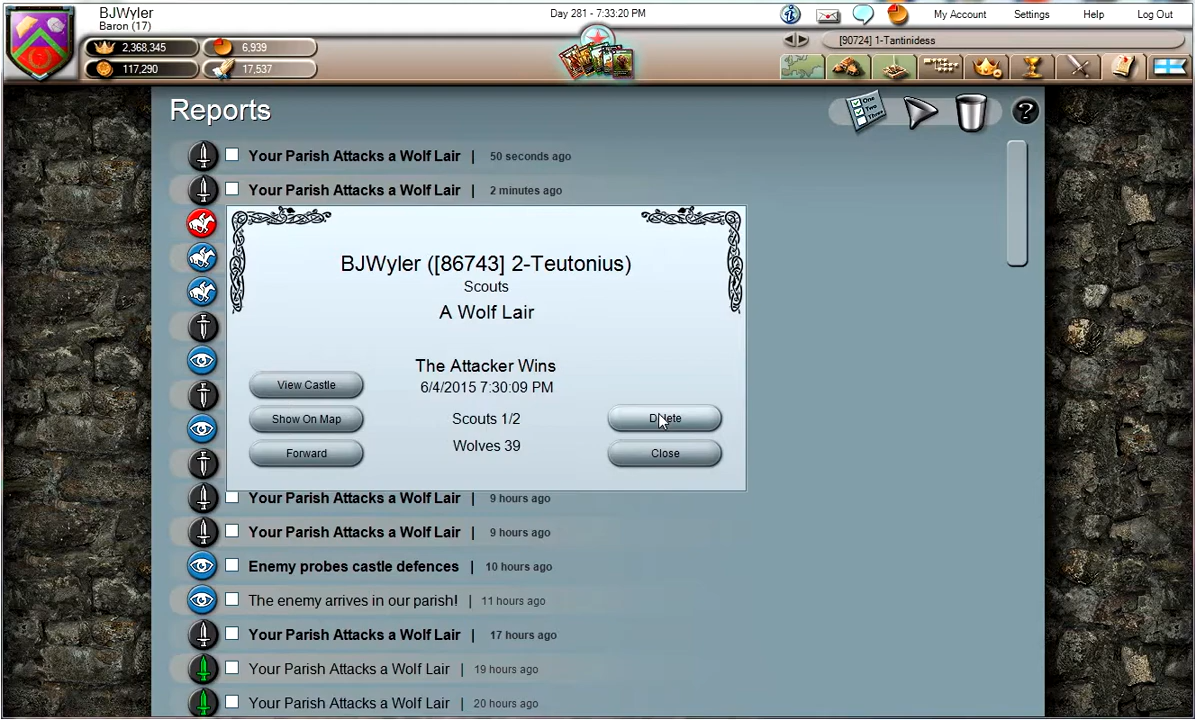 BJWyler
Baron (17)
2,368,345
6,939
117,290
17,537
Day 281 - 7:33:20 PM
My Account
Settings
Help
Log Out
[90724] 1-Tantinidess
Reports
One
Two
Three
?
Your Parish Attacks a Wolf Lair | 50 seconds ago
Your Parish Attacks a Wolf Lair | 2 minutes ago
BJWyler ([86743] 2-Teutonius)
Scouts
A Wolf Lair
The Attacker Wins
6/4/2015 7:30:09 PM
Scouts 1/2
Wolves 39
View Castle
Show On Map
Forward
Delete
Close
Your Parish Attacks a Wolf Lair | 9 hours ago
Your Parish Attacks a Wolf Lair | 9 hours ago
Enemy probes castle defences | 10 hours ago
The enemy arrives in our parish! | 11 hours ago
Your Parish Attacks a Wolf Lair | 17 hours ago
Your Parish Attacks a Wolf Lair | 19 hours ago
Your Parish Attacks a Wolf Lair | 20 hours ago